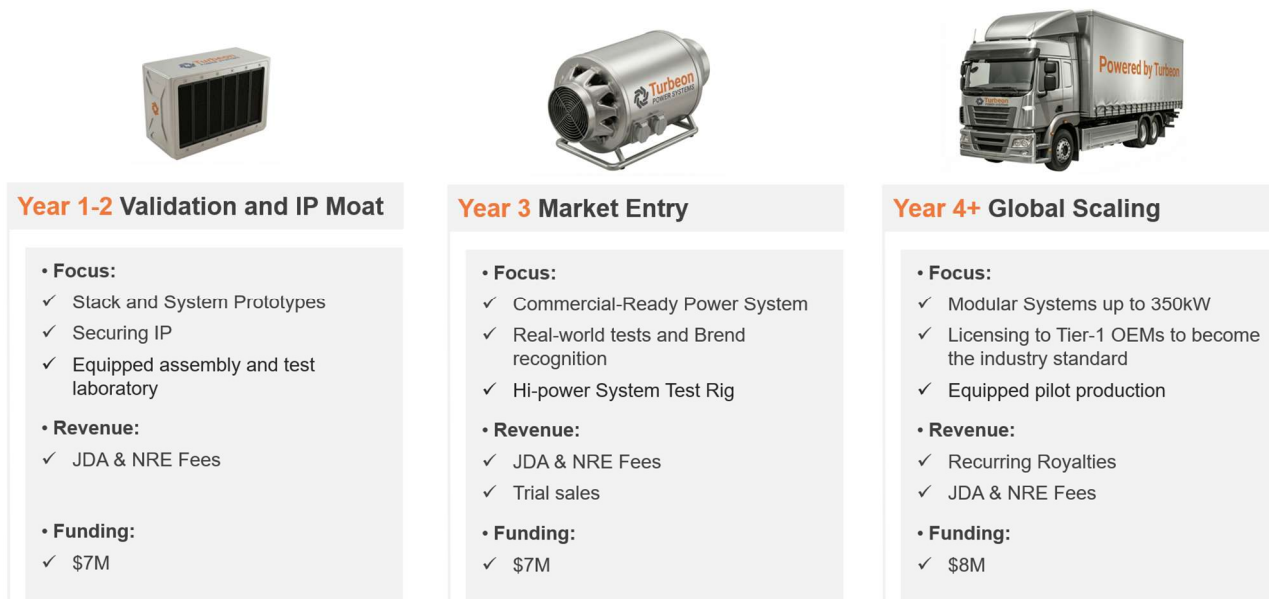 Turbeon
Turbeon
POWER SYSTEMS
Powered by Turbeon
Turbeon
Year 1-2 Validation and IP Moat
• Focus:
✓ Stack and System Prototypes
✓ Securing IP
✓ Equipped assembly and test
laboratory
• Revenue:
✓ JDA & NRE Fees
• Funding:
✓ $7M
Year 3 Market Entry
• Focus:
✓ Commercial-Ready Power System
✓ Real-world tests and Brend
recognition
✓ Hi-power System Test Rig
• Revenue:
✓ JDA & NRE Fees
✓ Trial sales
• Funding:
✓ $7M
Year 4+ Global Scaling
• Focus:
✓ Modular Systems up to 350kW
✓ Licensing to Tier-1 OEMs to become
the industry standard
✓ Equipped pilot production
• Revenue:
✓ Recurring Royalties
✓ JDA & NRE Fees
• Funding:
✓ $8M